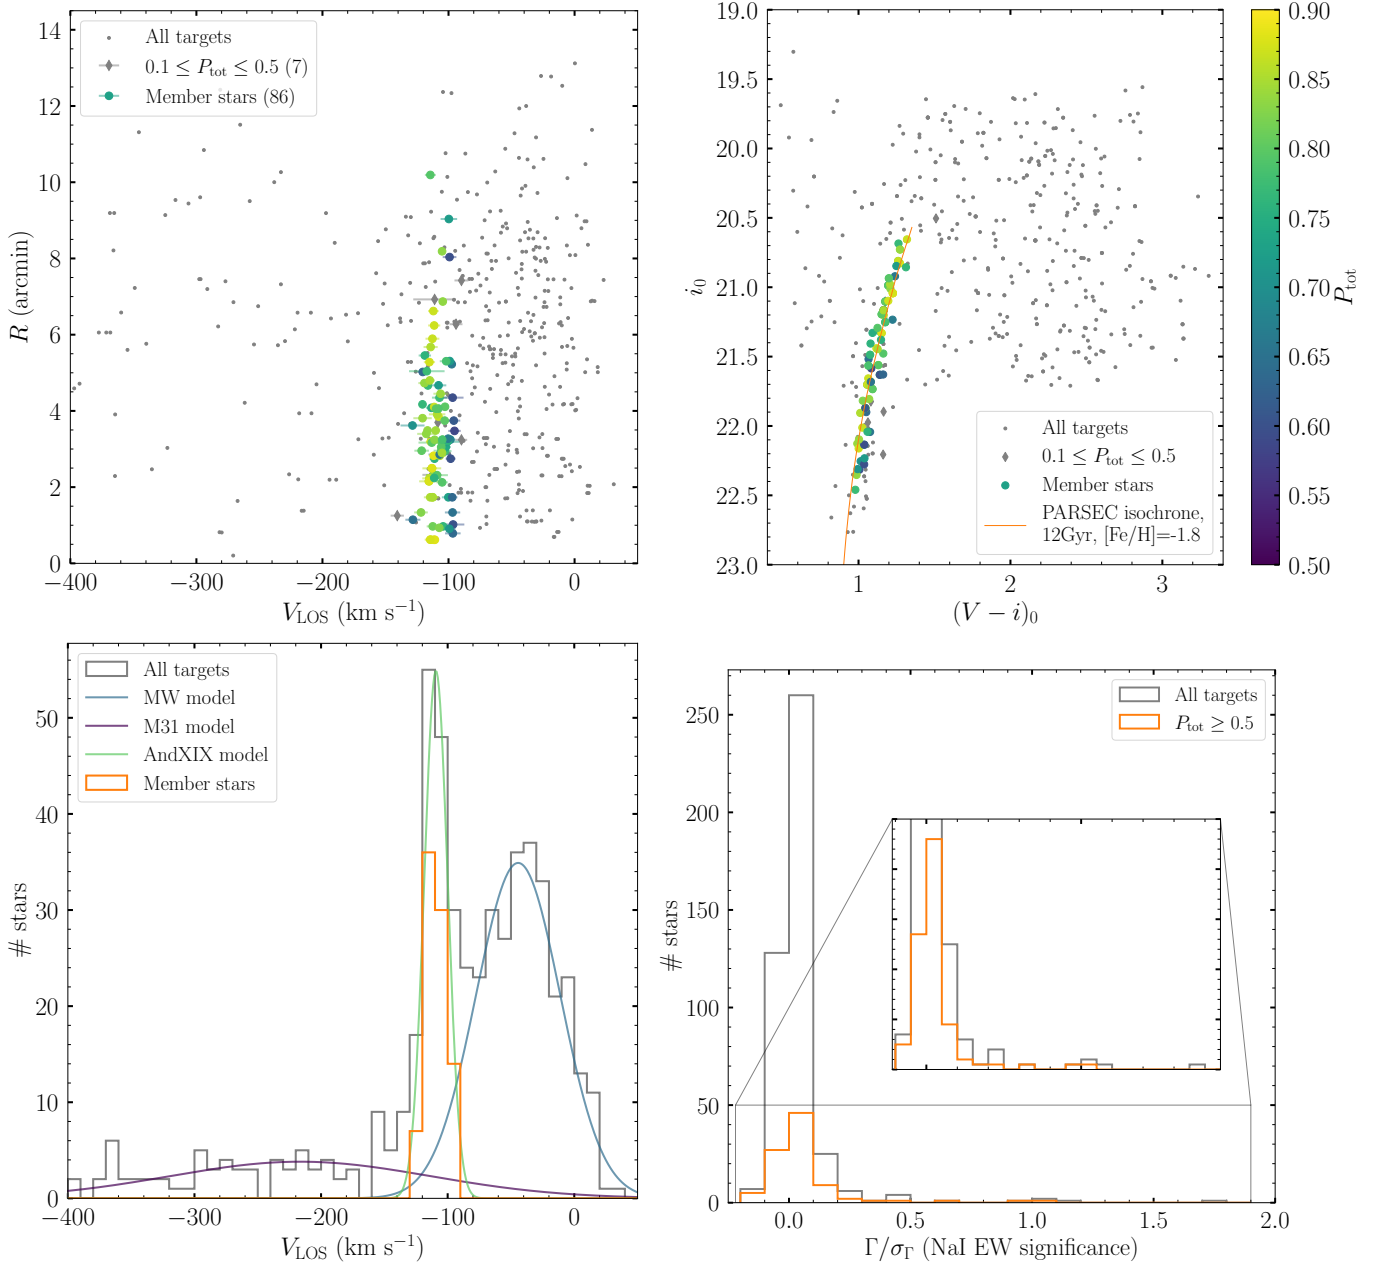 14
12
10
8
6
4
2
0
R (arcmin)
All targets
0.1 ≤ P_tot ≤ 0.5 (7)
Member stars (86)
−400
−300
−200
−100
0
V_LOS (km s⁻¹)
19.0
19.5
20.0
20.5
21.0
21.5
22.0
22.5
23.0
i₀
All targets
0.1 ≤ P_tot ≤ 0.5
Member stars
PARSEC isochrone,
12Gyr, [Fe/H]=-1.8
1
2
3
(V − i)₀
0.90
0.85
0.80
0.75
0.70
0.65
0.60
0.55
0.50
P_tot
50
40
30
20
10
0
# stars
All targets
MW model
M31 model
AndXIX model
Member stars
−400
−300
−200
−100
0
V_LOS (km s⁻¹)
250
200
150
100
50
0
# stars
All targets
P_tot ≥ 0.5
0.0
0.5
1.0
1.5
2.0
Γ/σ_Γ (NaI EW significance)